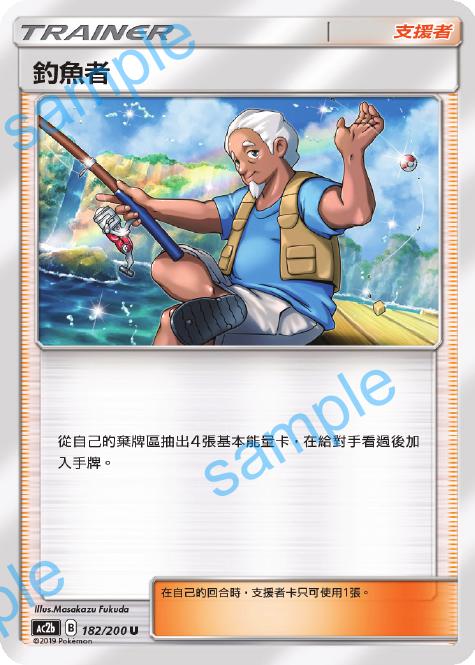 TRAINER
支援者
釣魚者
sample
從自己的棄牌區抽出4張基本能量卡，在給對手看過後加
入手牌。
sample
在自己的回合時，支援者卡只可使用1張。
Illus.Masakazu Fukuda
AC2b B 182/200 U
©2019 Pokémon